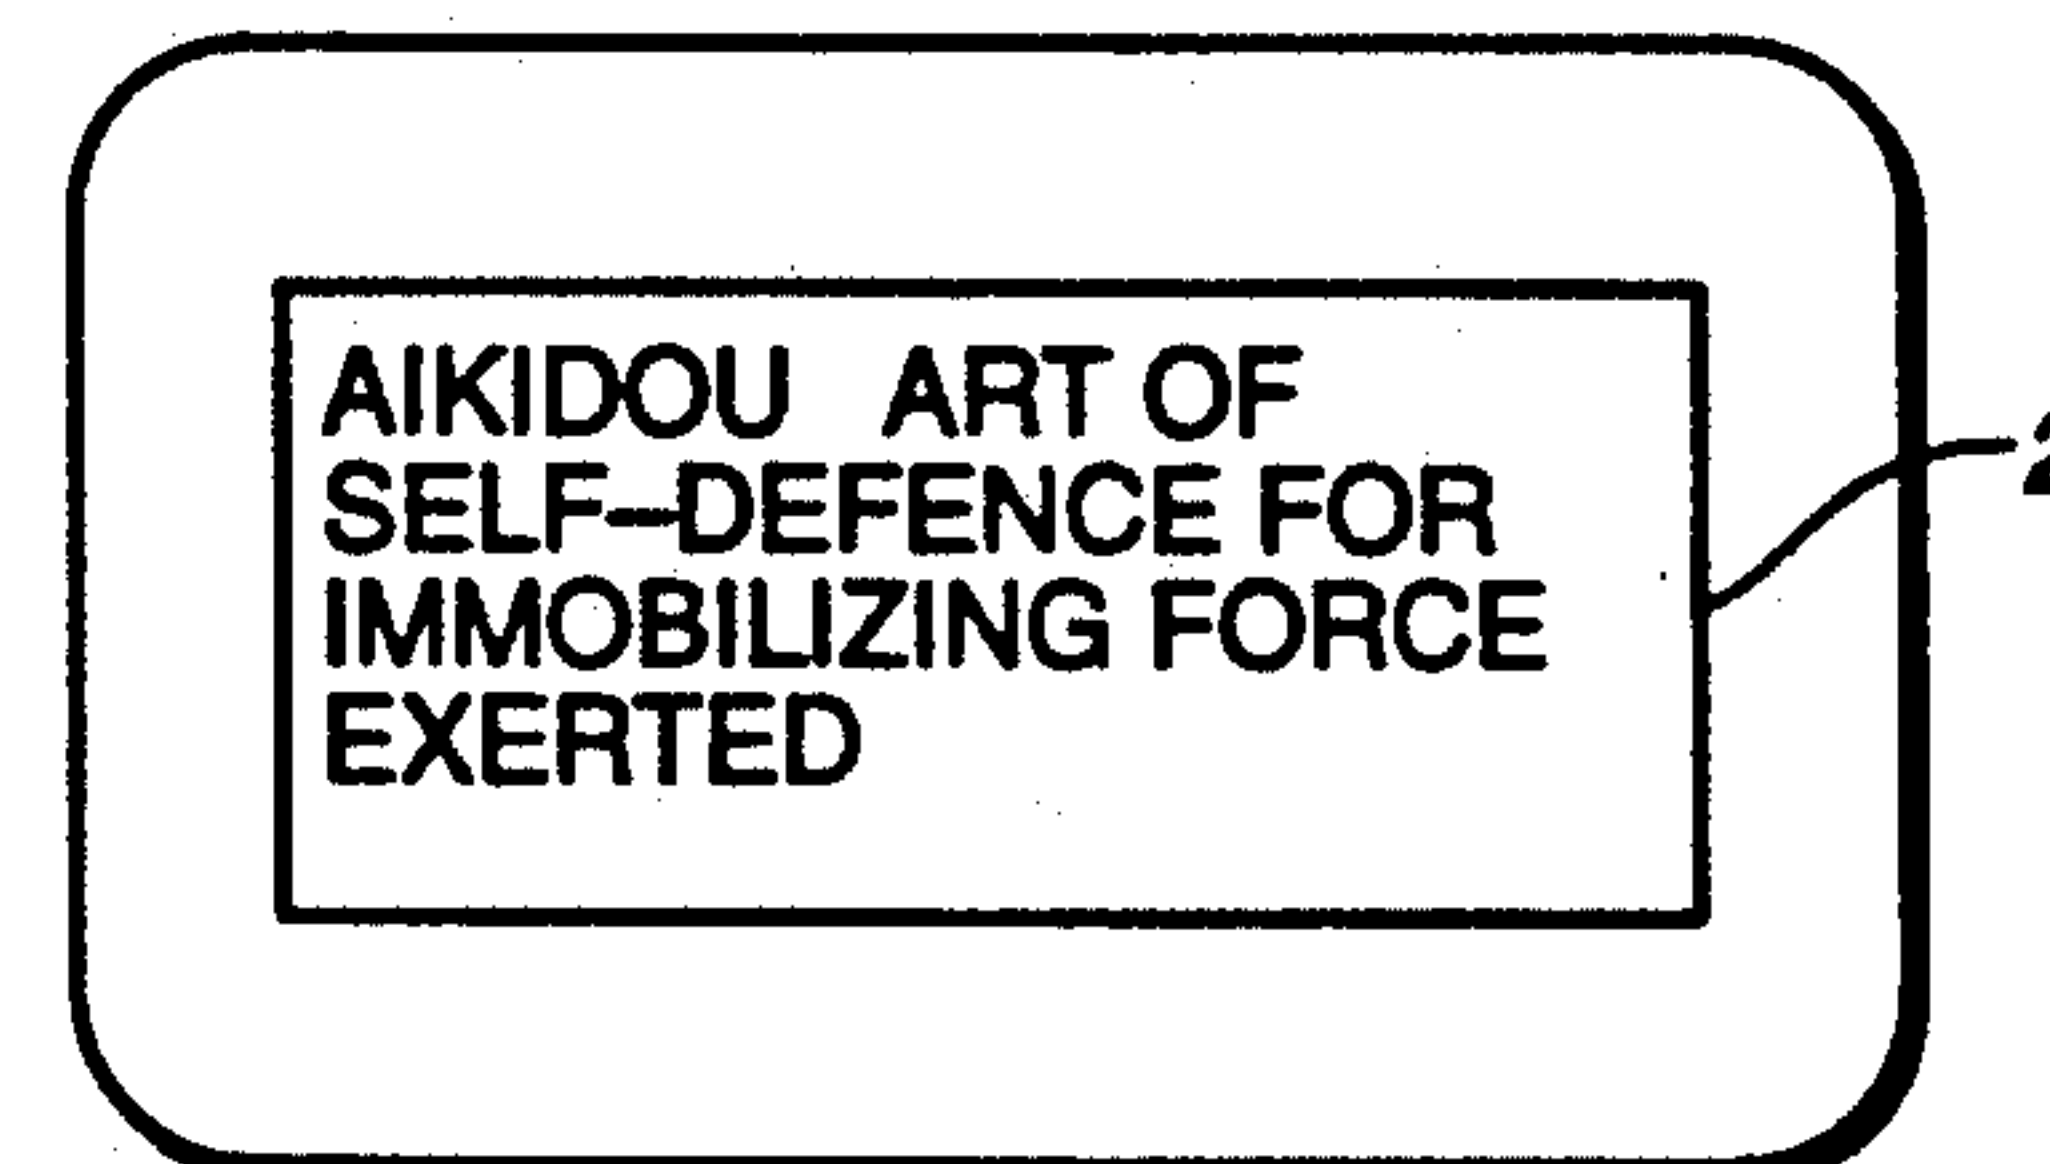 AIKIDOU ART OF
SELF-DEFENCE FOR
IMMOBILIZING FORCE
EXERTED